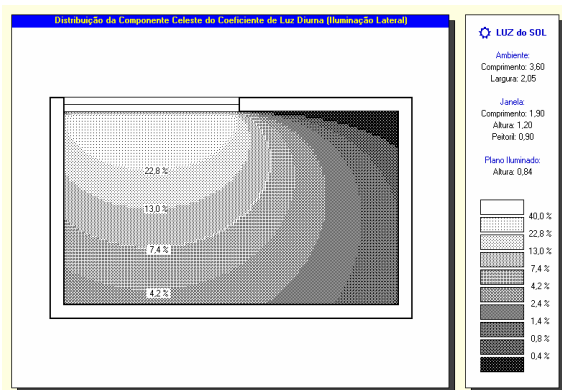 Distribuição da Componente Celeste do Coeficiente de Luz Diurna (Iluminação Lateral)
22,8 %
13,0 %
7,4 %
4,2 %
LUZ do SOL
Ambiente:
Comprimento: 3,60
Largura: 2,05
Janela:
Comprimento: 1,90
Altura: 1,20
Peitoril: 0,90
Plano Iluminado:
Altura: 0,84
40,0 %
22,8 %
13,0 %
7,4 %
4,2 %
2,4 %
1,4 %
0,8 %
0,4 %